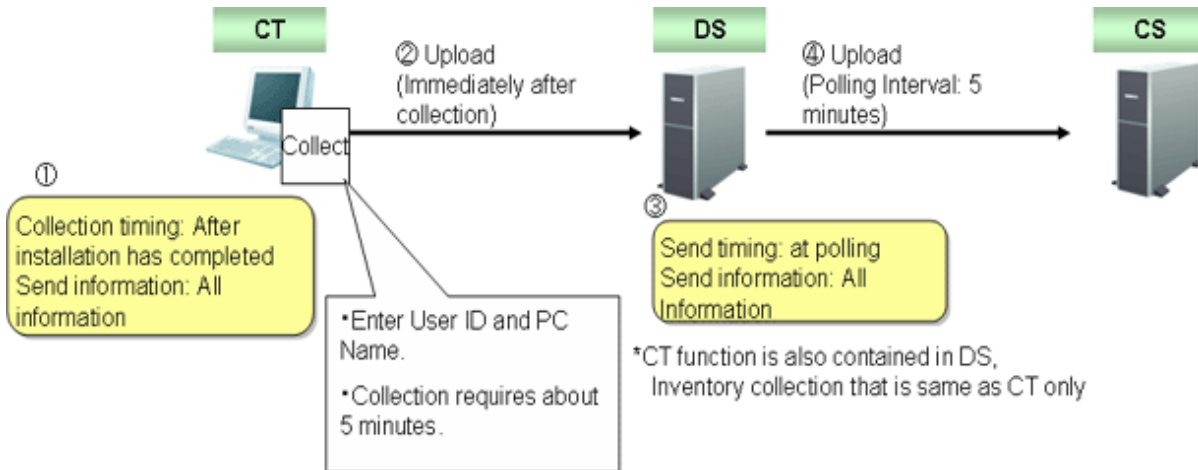 CT
DS
CS
② Upload
(Immediately after
collection)
④ Upload
(Polling Interval: 5
minutes)
Collect
①
Collection timing: After
installation has completed
Send information: All
information
③
Send timing: at polling
Send information: All
Information
•Enter User ID and PC
Name.
•Collection requires about
5 minutes.
*CT function is also contained in DS,
Inventory collection that is same as CT only